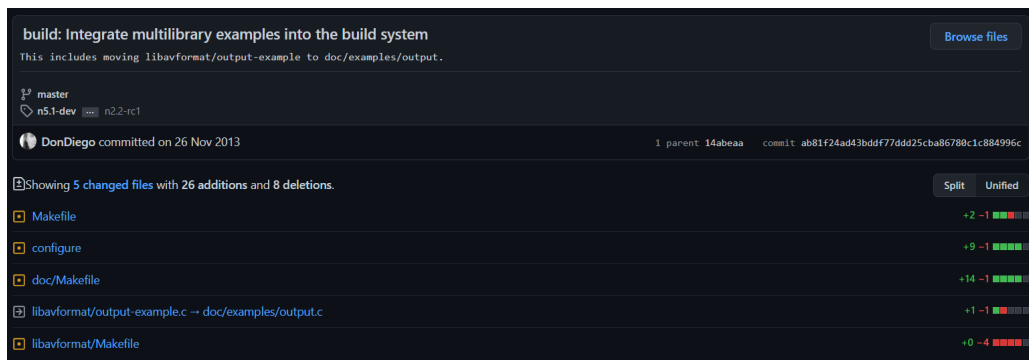 build: Integrate multilibrary examples into the build system
Browse files
This includes moving libavformat/output-example to doc/examples/output.
master
n5.1-dev ... n2.2-rc1
DonDiego committed on 26 Nov 2013
1 parent 14abeaa commit ab81f24ad43bddf77ddd25cba86780c1c884996c
Showing 5 changed files with 26 additions and 8 deletions.
Split Unified
Makefile +2 −1
configure +9 −1
doc/Makefile +14 −1
libavformat/output-example.c → doc/examples/output.c +1 −1
libavformat/Makefile +0 −4